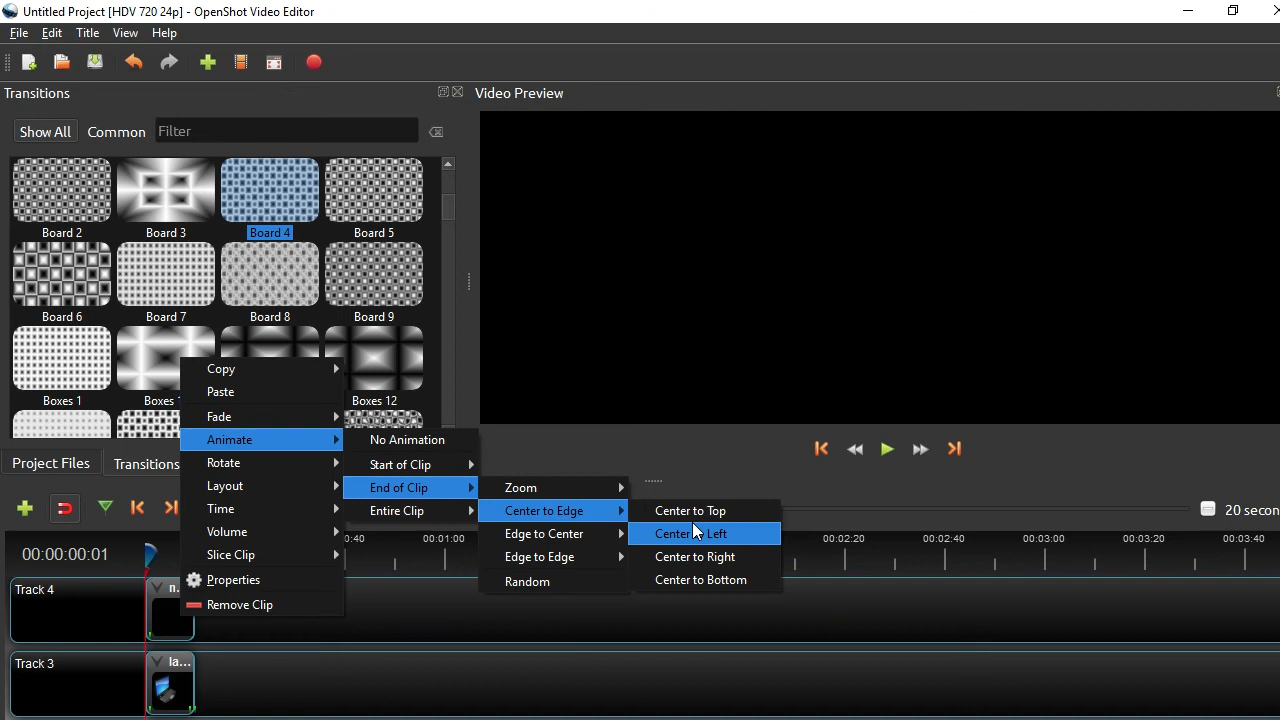 Untitled Project [HDV 720 24p] - OpenShot Video Editor
File Edit Title View Help
Transitions
Video Preview
Show All Common Filter
Board 2 Board 3 Board 4 Board 5
Board 6 Board 7 Board 8 Board 9
Boxes 1 Boxes Boxes 12
Copy
Paste
Fade
Animate
Rotate
Layout
Time
Volume
Slice Clip
Properties
Remove Clip
No Animation
Start of Clip
End of Clip
Entire Clip
Zoom
Center to Edge
Edge to Center
Edge to Edge
Random
Center to Top
Center to Left
Center to Right
Center to Bottom
Project Files Transitions
20 secon
00:00:00:01 :40 00:01:00 00:02:20 00:02:40 00:03:00 00:03:20 00:03:40
Track 4 n.
Track 3 la...